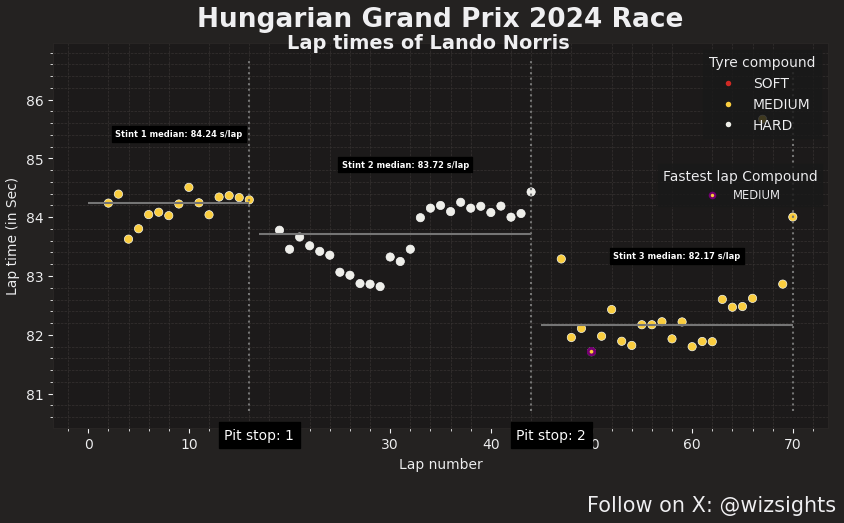 Hungarian Grand Prix 2024 Race
Lap times of Lando Norris
Tyre compound
SOFT
MEDIUM
HARD
Fastest lap Compound
MEDIUM
Stint 1 median: 84.24 s/lap
Stint 2 median: 83.72 s/lap
Stint 3 median: 82.17 s/lap
Lap time (in Sec)
86
85
84
83
82
81
0 10 30 40 0 60 70
Pit stop: 1 Pit stop: 2
Lap number
Follow on X: @wizsights